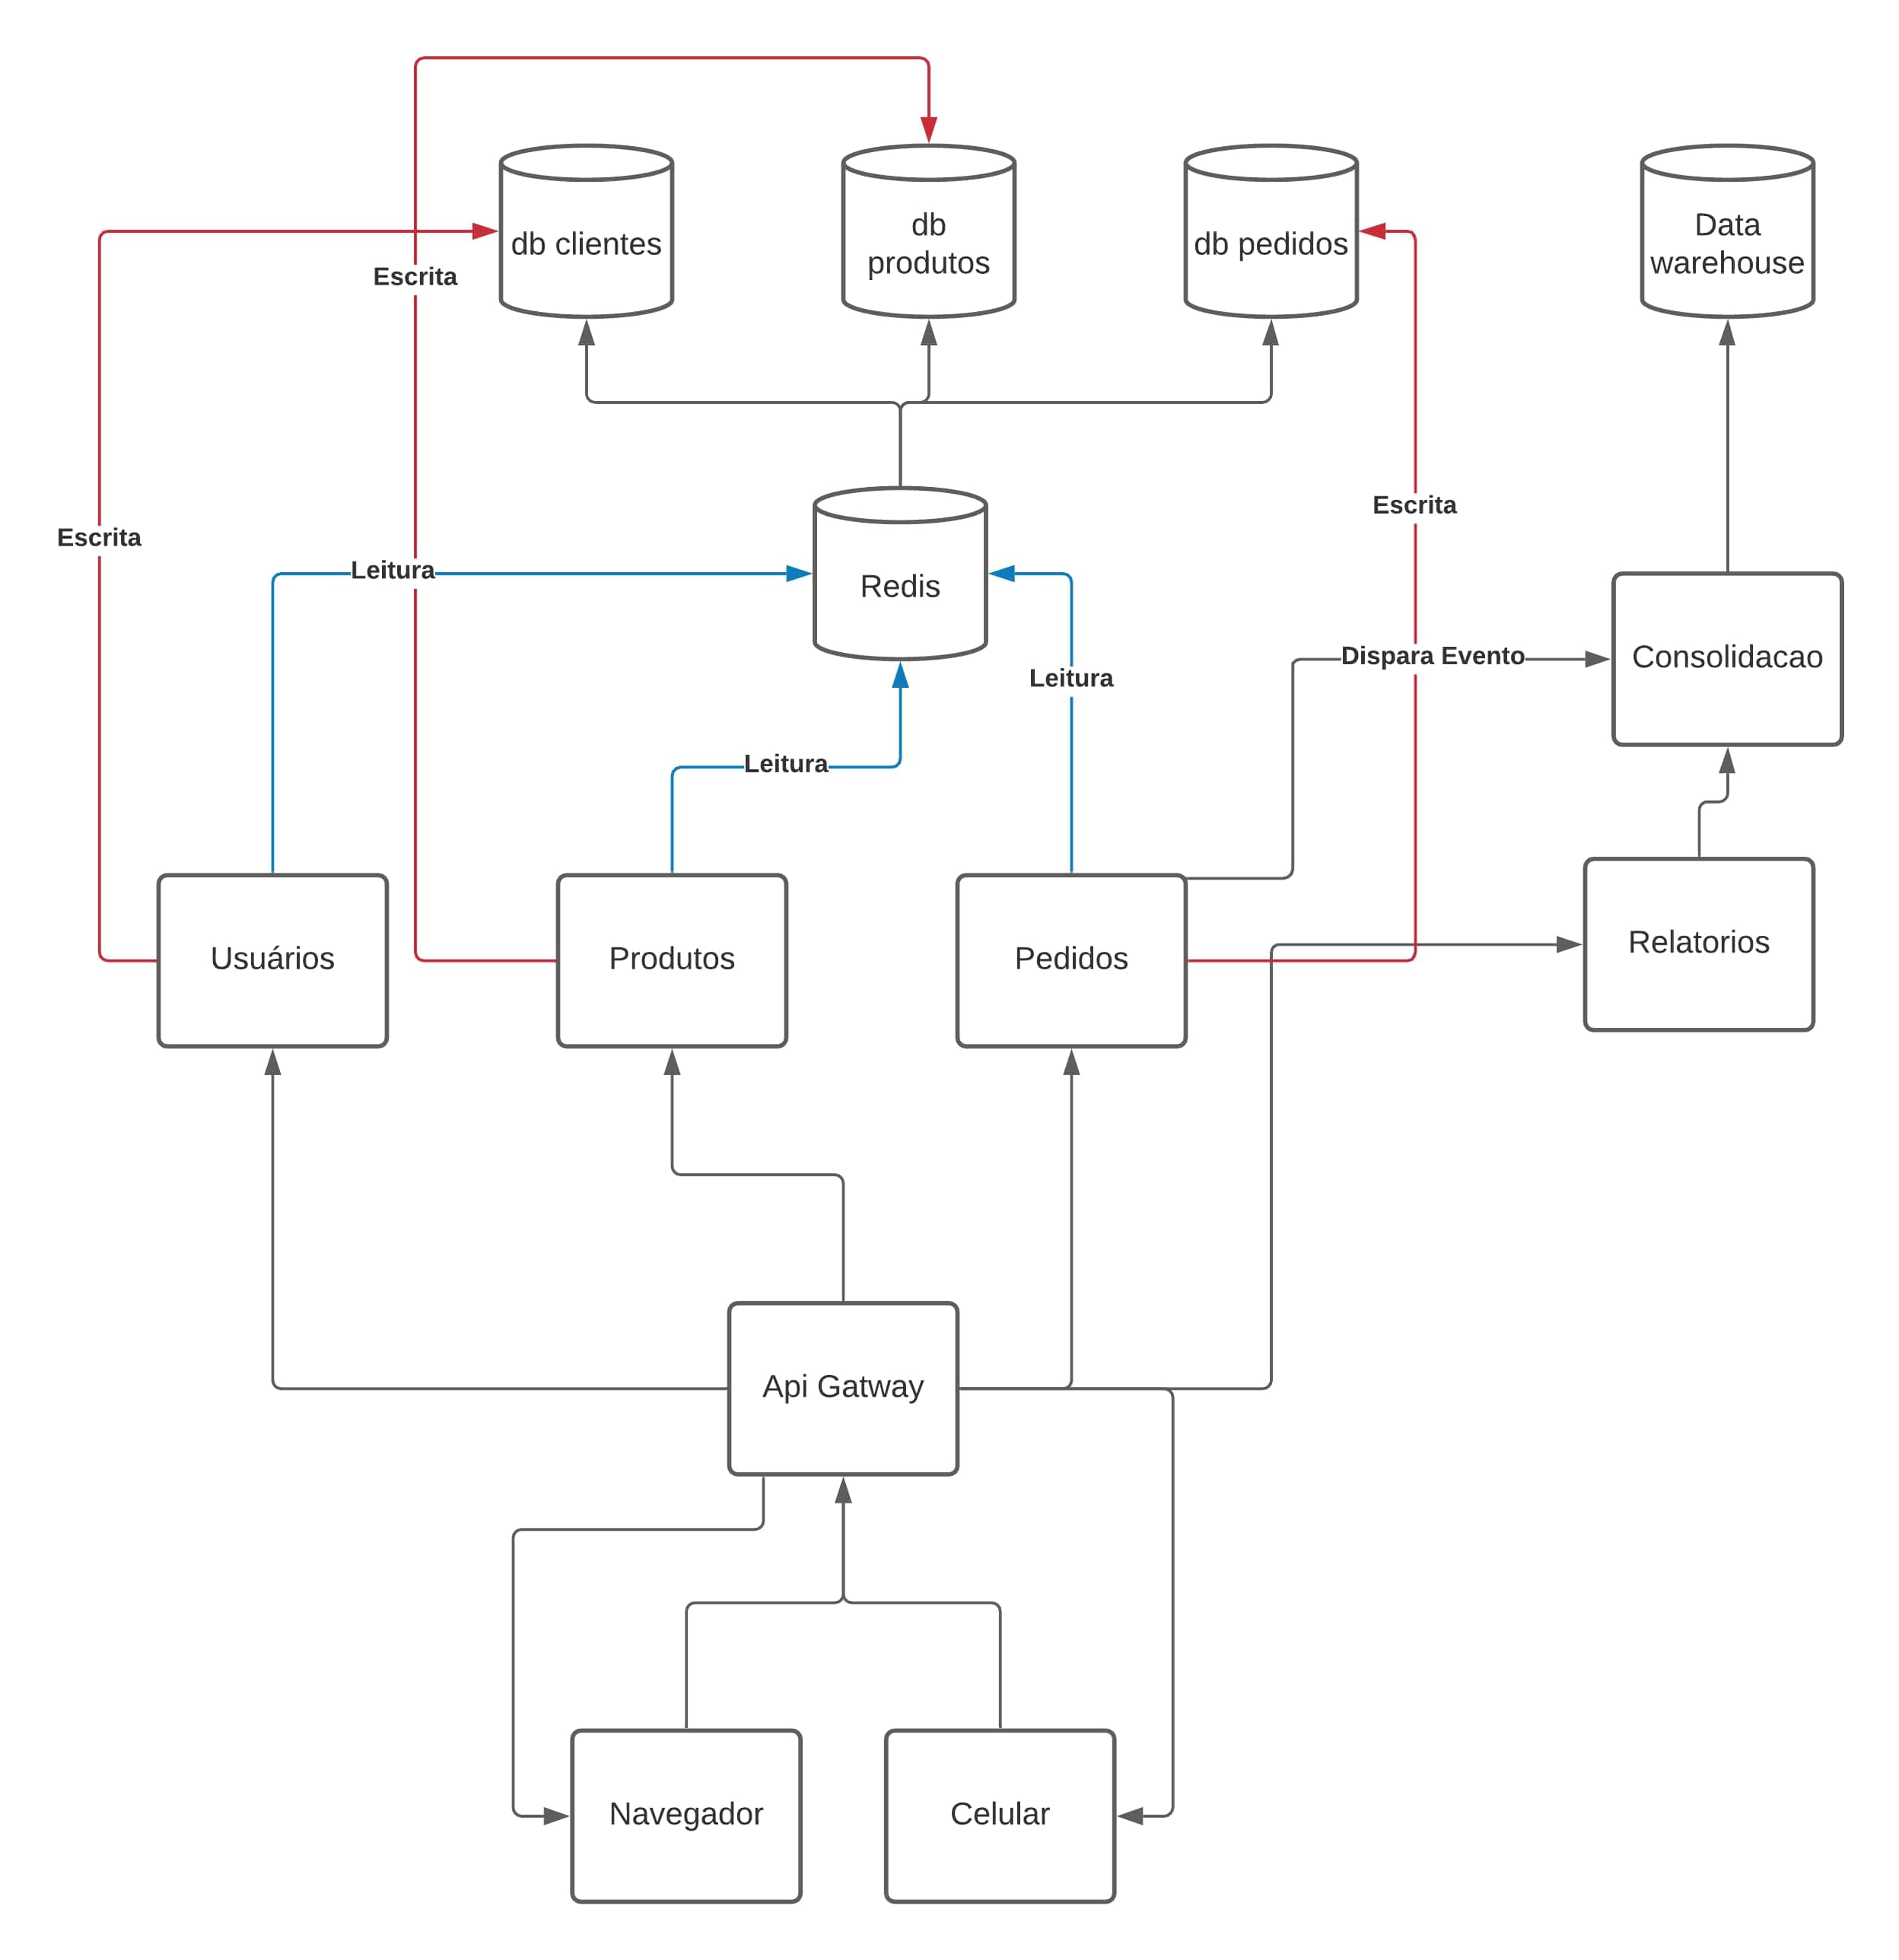 db clientes
db
produtos
db pedidos
Data
warehouse
Escrita
Escrita
Escrita
Leitura
Redis
Dispara Evento
Consolidacao
Leitura
Leitura
Usuários
Produtos
Pedidos
Relatorios
Api Gatway
Navegador
Celular